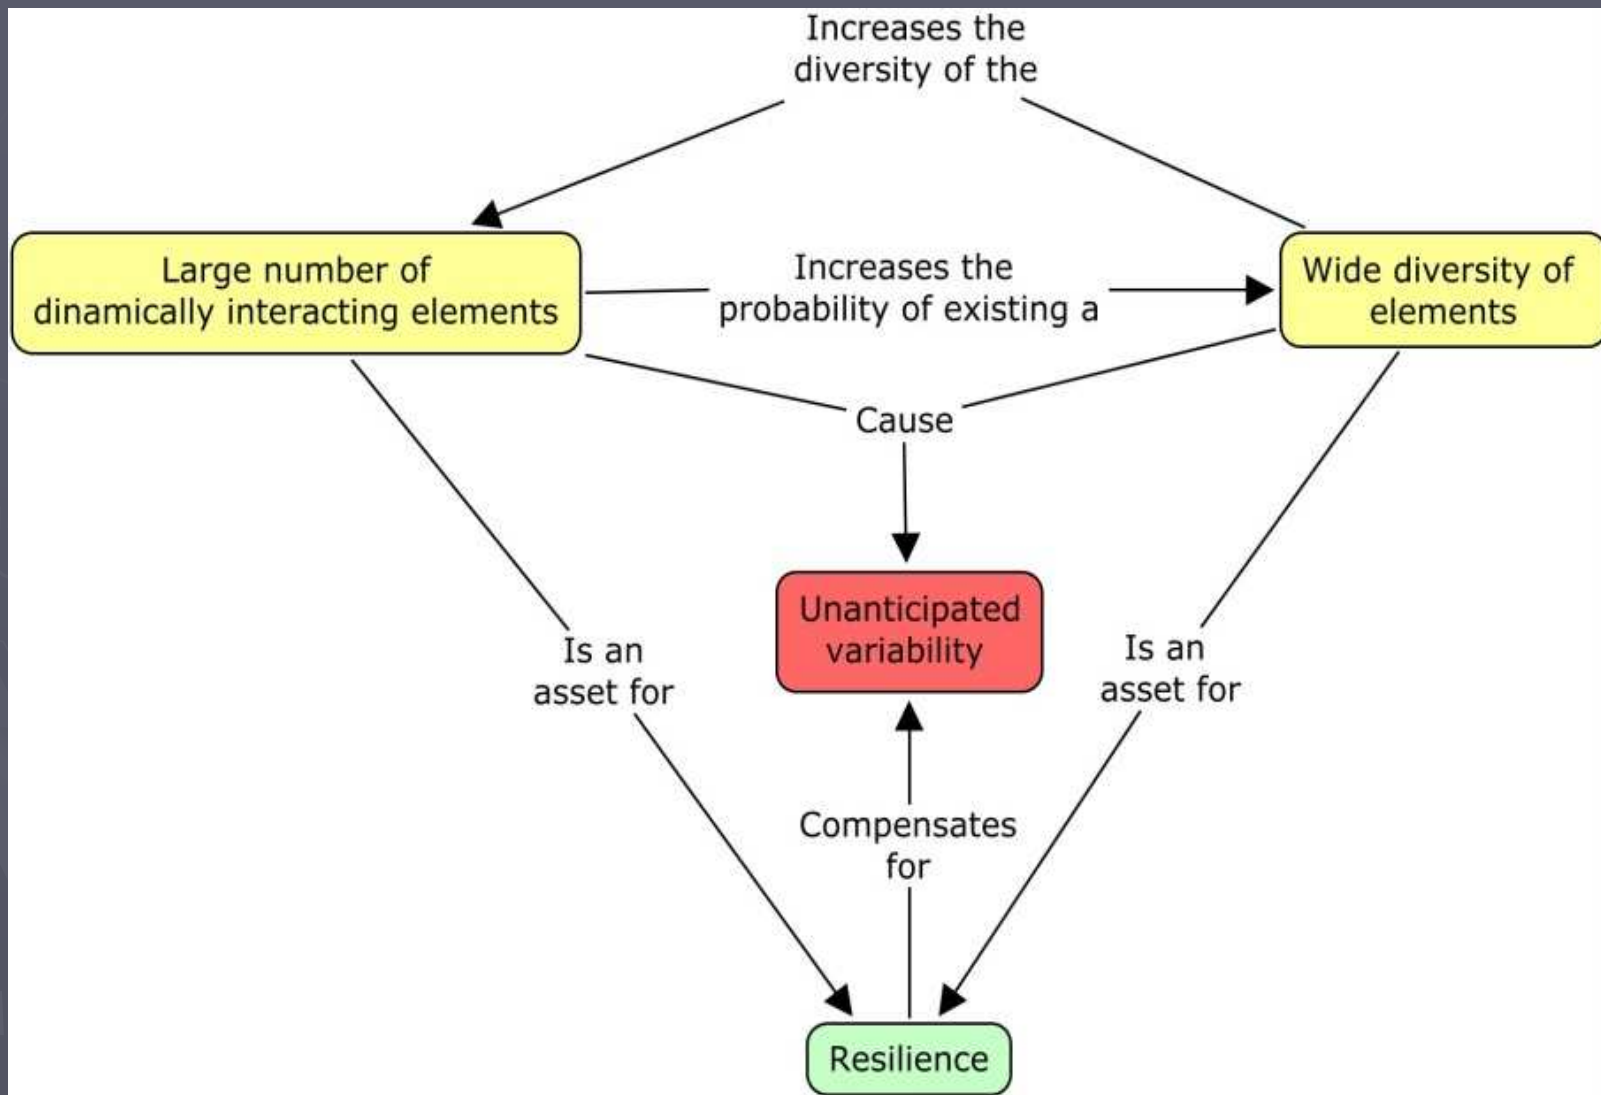 Increases the
diversity of the
Large number of
dinamically interacting elements
Increases the
probability of existing a
Wide diversity of
elements
Cause
Unanticipated
variability
Is an
asset for
Is an
asset for
Compensates
for
Resilience